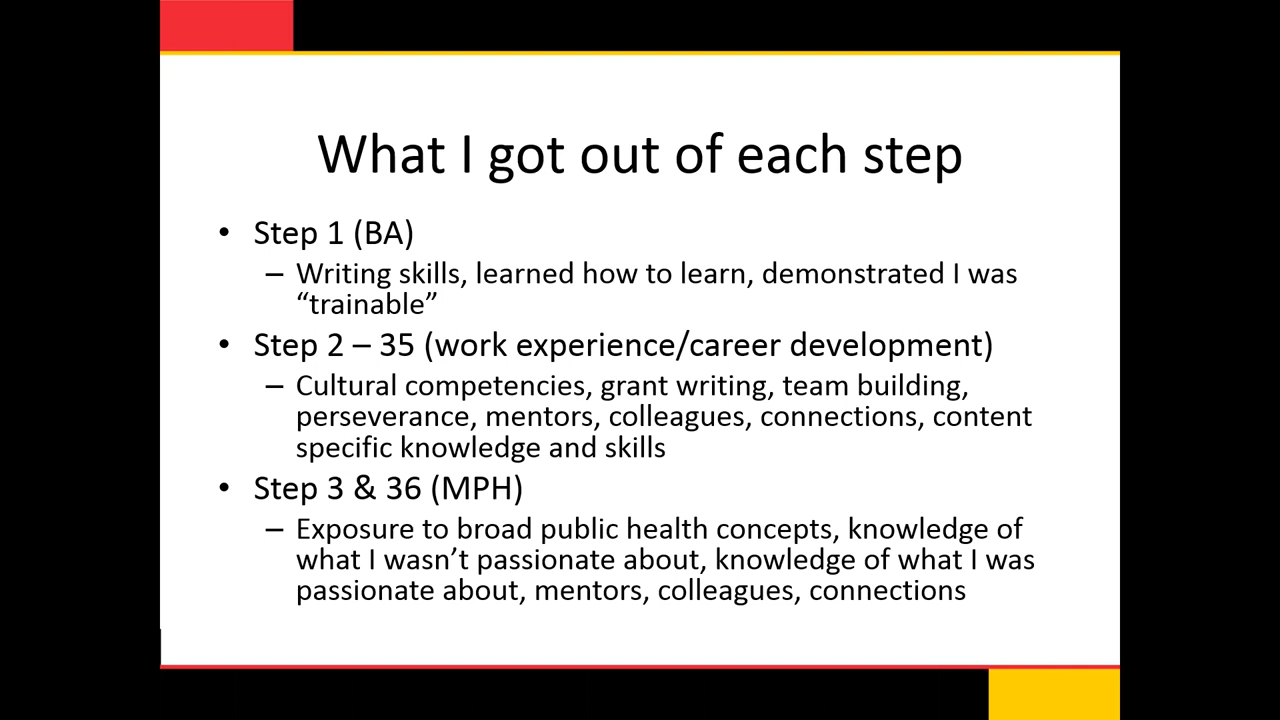 What I got out of each step
• Step 1 (BA)
– Writing skills, learned how to learn, demonstrated I was
“trainable”
• Step 2 – 35 (work experience/career development)
– Cultural competencies, grant writing, team building,
perseverance, mentors, colleagues, connections, content
specific knowledge and skills
• Step 3 & 36 (MPH)
– Exposure to broad public health concepts, knowledge of
what I wasn’t passionate about, knowledge of what I was
passionate about, mentors, colleagues, connections